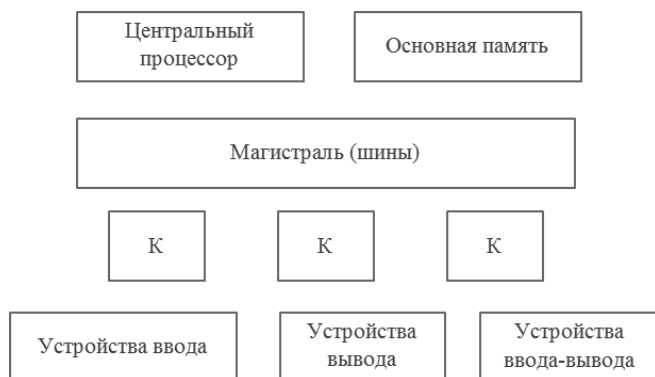 Центральный
процессор
Основная память
Магистраль (шины)
К
К
К
Устройства ввода
Устройства
вывода
Устройства
ввода-вывода